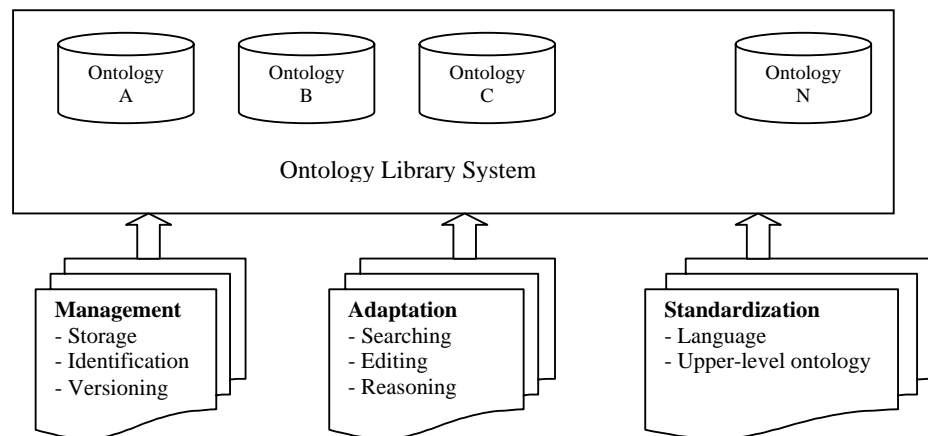 Ontology
A
Ontology
B
Ontology
C
Ontology
N
Ontology Library System
Management
- Storage
- Identification
- Versioning
Adaptation
- Searching
- Editing
- Reasoning
Standardization
- Language
- Upper-level ontology